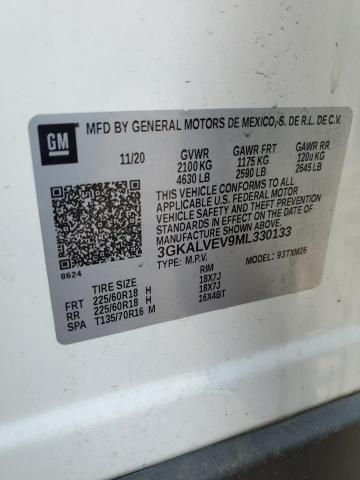 GM
MFD BY GENERAL MOTORS DE MEXICO, S. DE R.L. DE C.V.
11/20 GVWR GAWR FRT GAWR RR
2100 KG 1175 KG 1200 KG
4630 LB 2590 LB 2645 LB
THIS VEHICLE CONFORMS TO ALL APPLICABLE
U.S. FEDERAL MOTOR VEHICLE SAFETY
STANDARDS IN EFFECT ON THE DATE OF
MANUFACTURE SHOWN ABOVE.
3GKALVEV9ML330133
8624
TYPE: M.P.V. MODEL: 93TXM26
TIRE SIZE RIM
FRT 225/60R18 H 18X7J
RR 225/60R18 H 18X7J
SPA T135/70R16 M 16X4BT